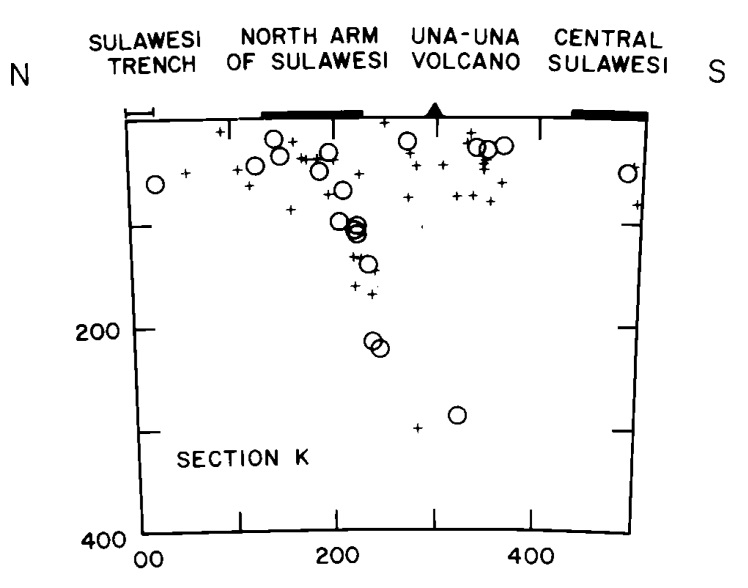 SULAWESI TRENCH
NORTH ARM OF SULAWESI
UNA-UNA VOLCANO
CENTRAL SULAWESI
N
S
200
SECTION K
400
00 200 400